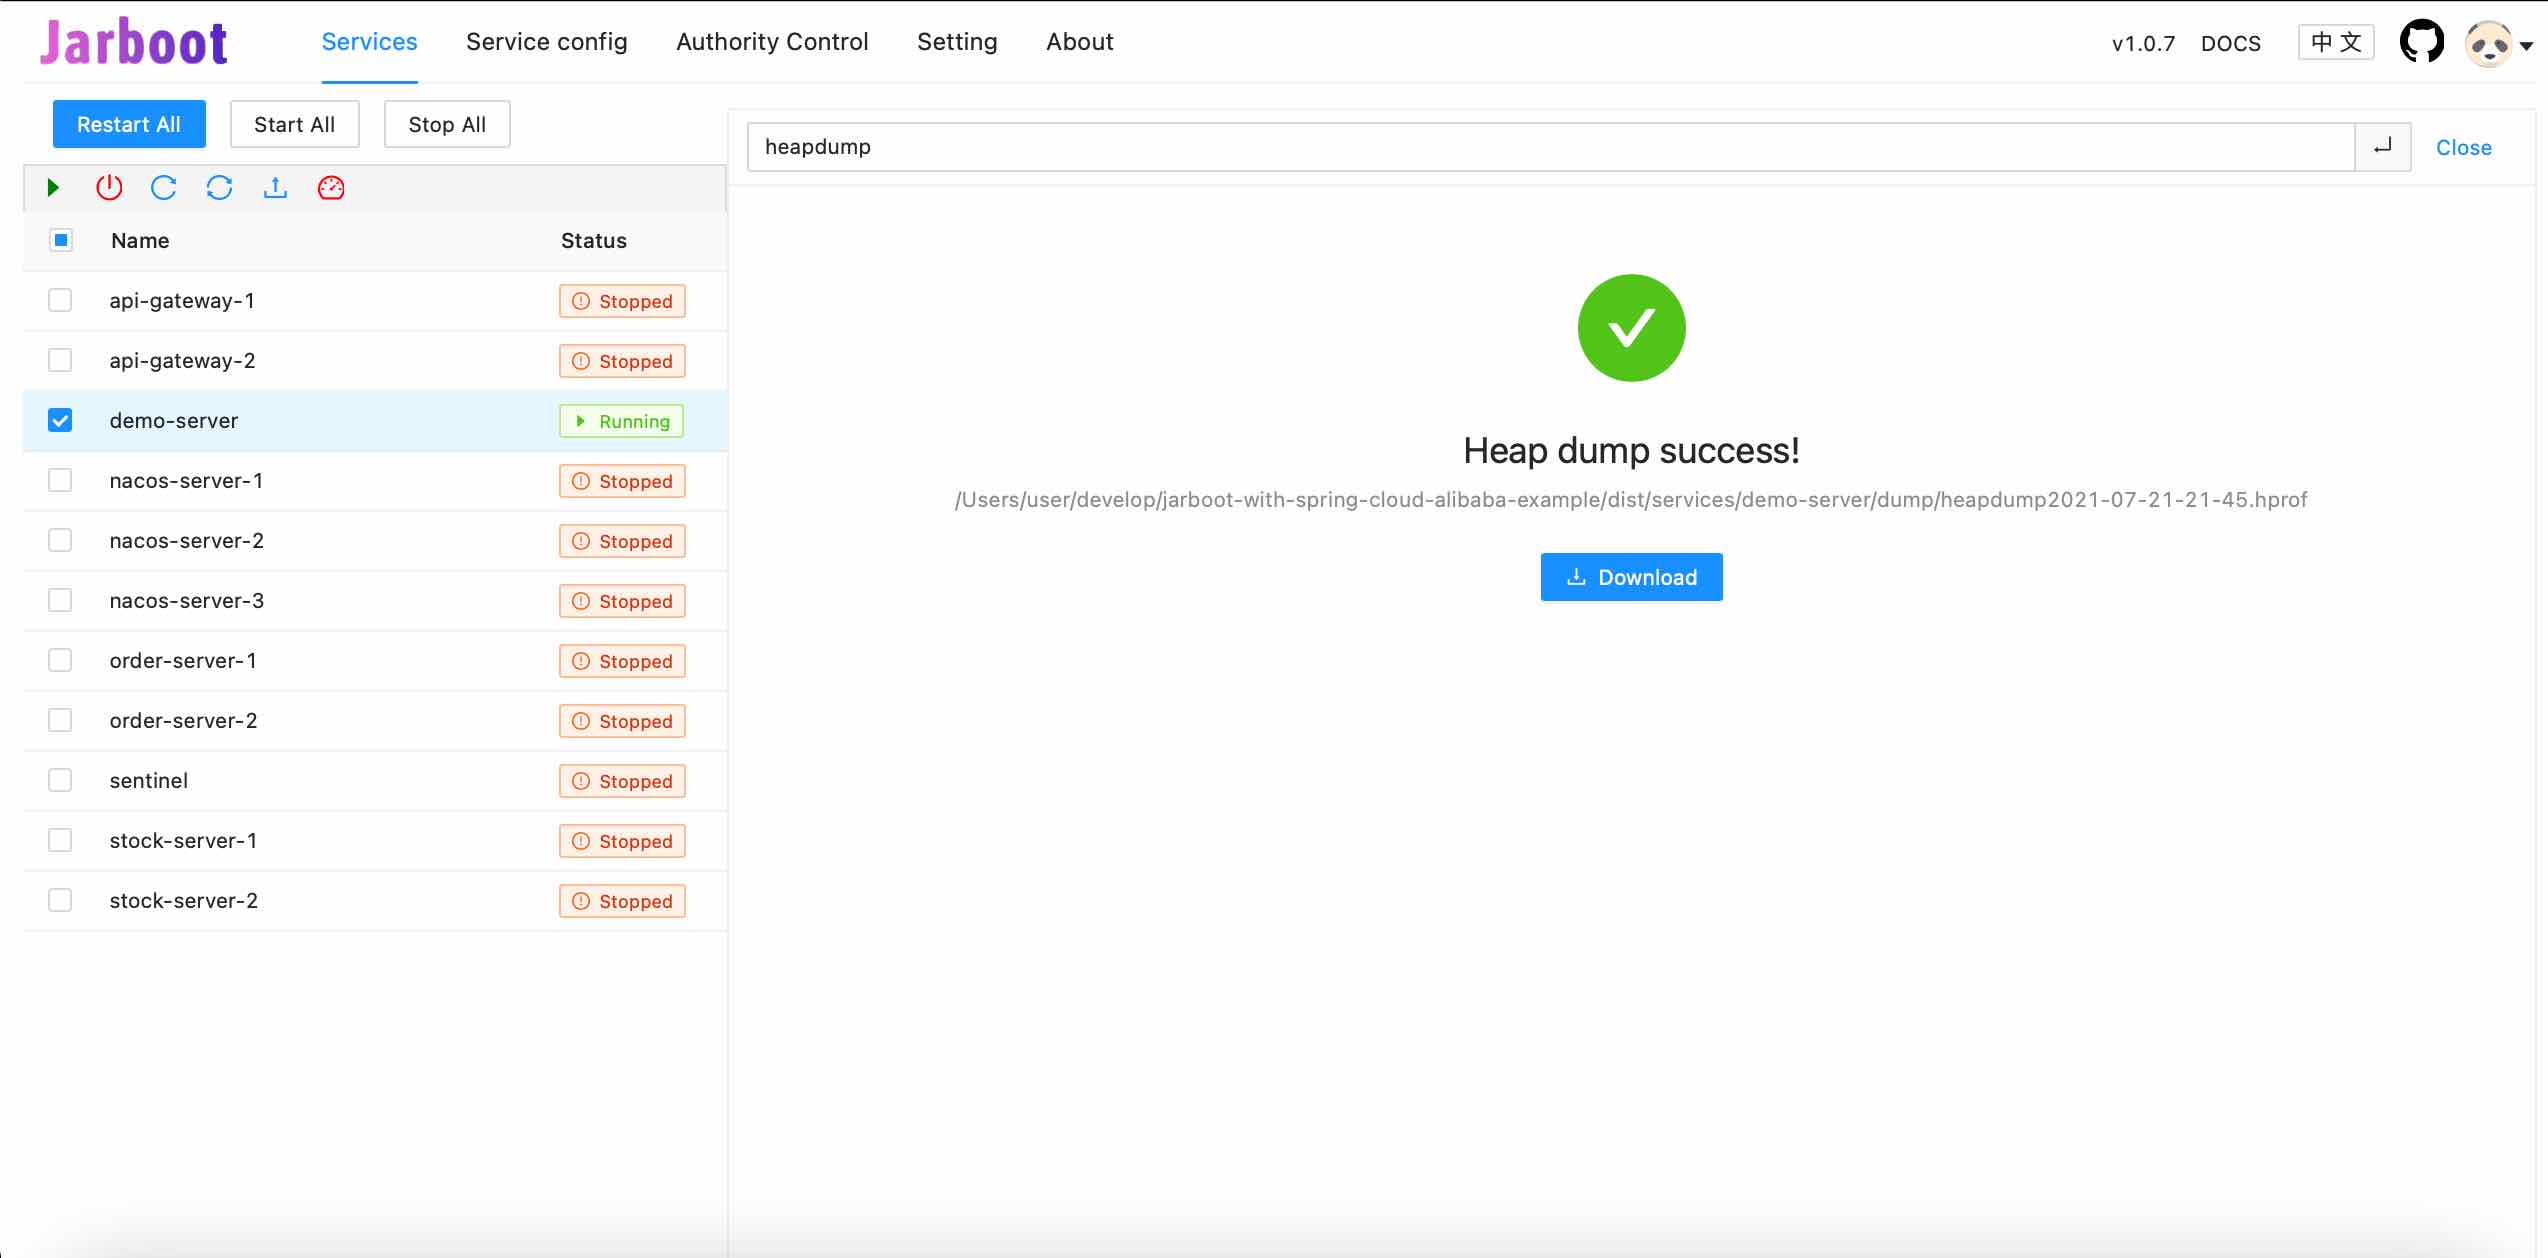 Jarboot Services Service config Authority Control Setting About v1.0.7 DOCS 中 文
Restart All Start All Stop All
heapdump Close
Name Status
api-gateway-1 Stopped
api-gateway-2 Stopped
demo-server Running
nacos-server-1 Stopped
nacos-server-2 Stopped
nacos-server-3 Stopped
order-server-1 Stopped
order-server-2 Stopped
sentinel Stopped
stock-server-1 Stopped
stock-server-2 Stopped
Heap dump success!
/Users/user/develop/jarboot-with-spring-cloud-alibaba-example/dist/services/demo-server/dump/heapdump2021-07-21-21-45.hprof
Download